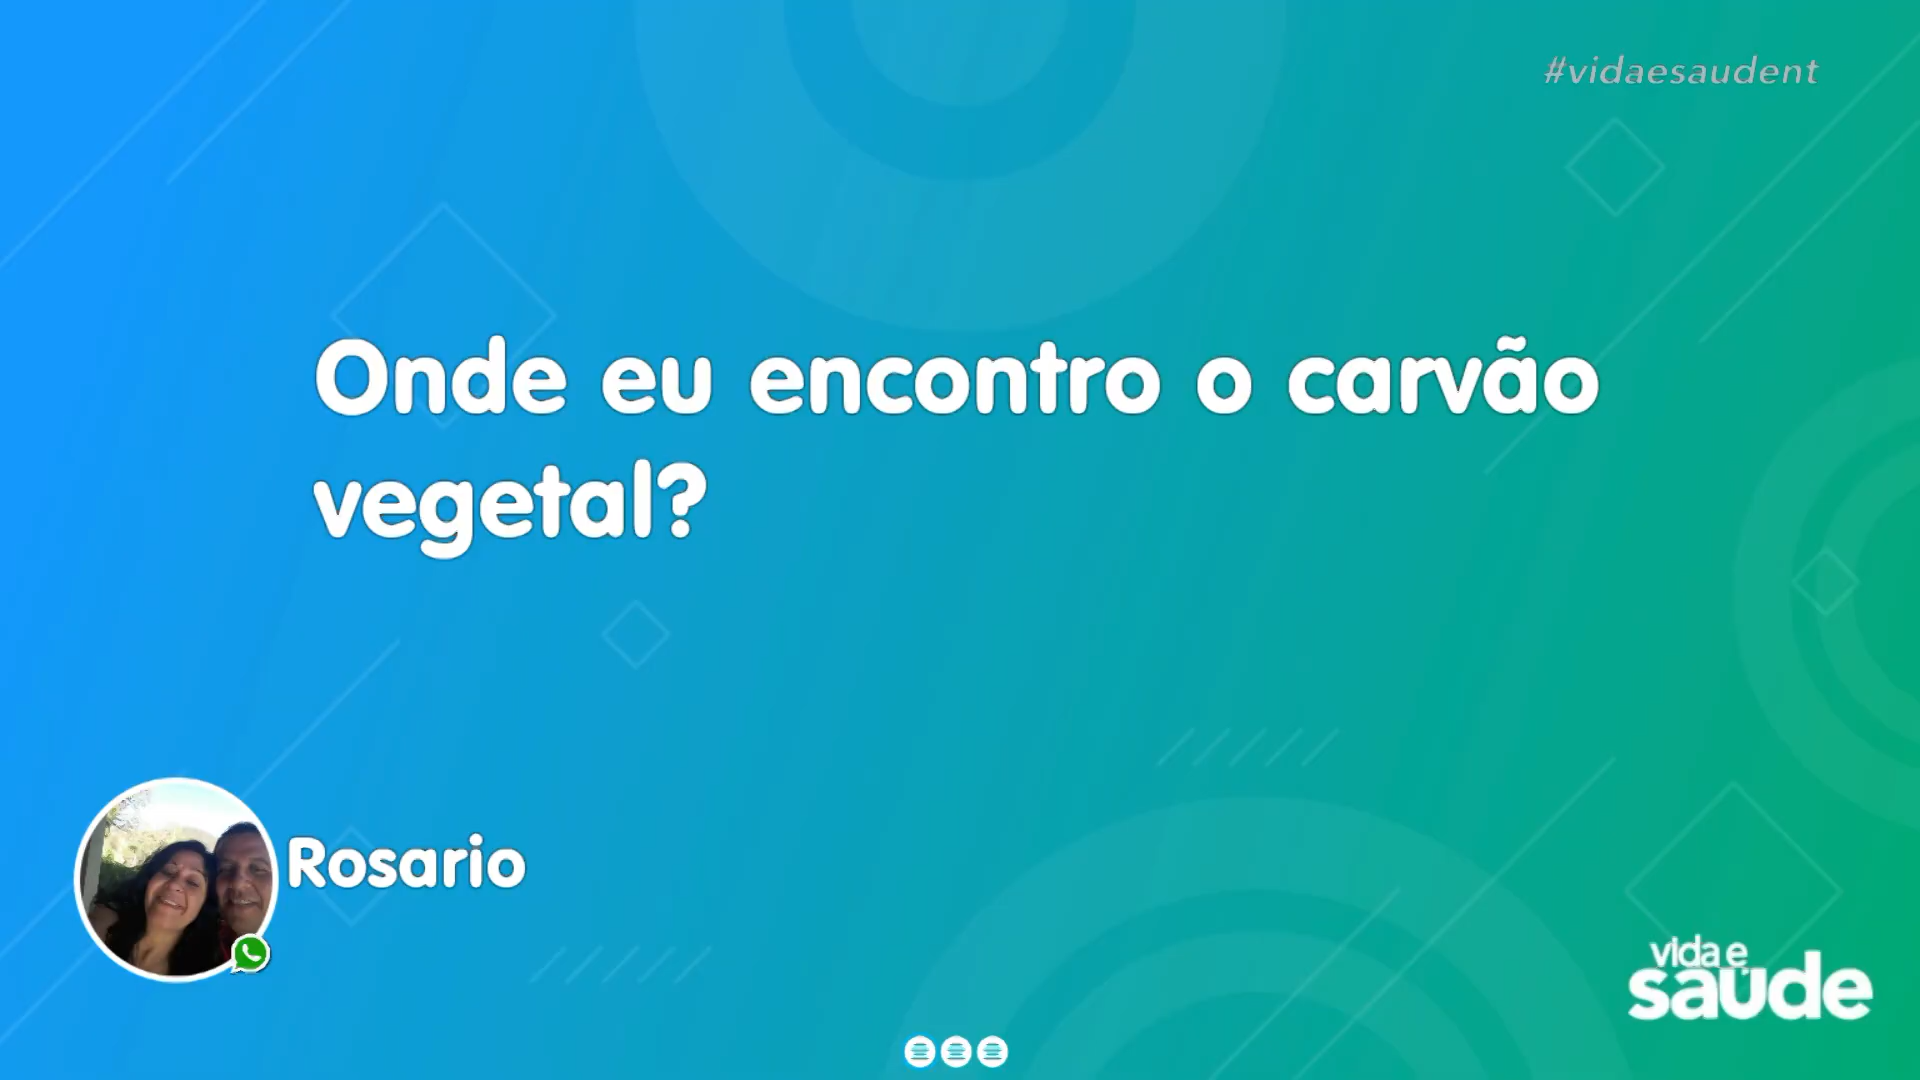 #vidaesaudent
Onde eu encontro o carvão
vegetal?
Rosario
vida e
saúde